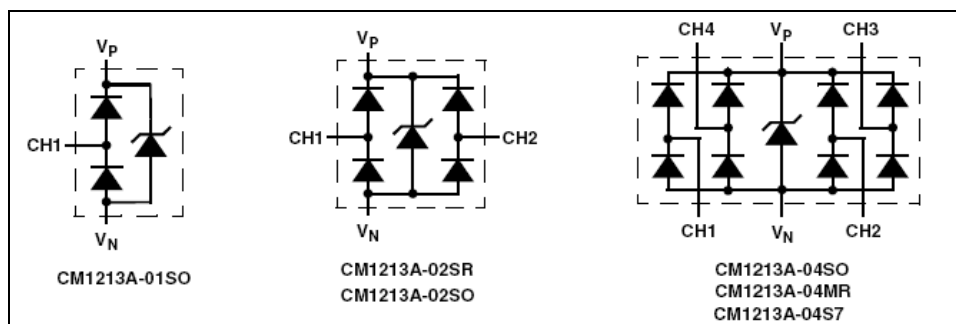 CH4 VP CH3
VP
VP
CH1
CH1
CH2
VN
VN
CH1 VN CH2
CM1213A-01SO
CM1213A-02SR
CM1213A-02SO
CM1213A-04SO
CM1213A-04MR
CM1213A-04S7